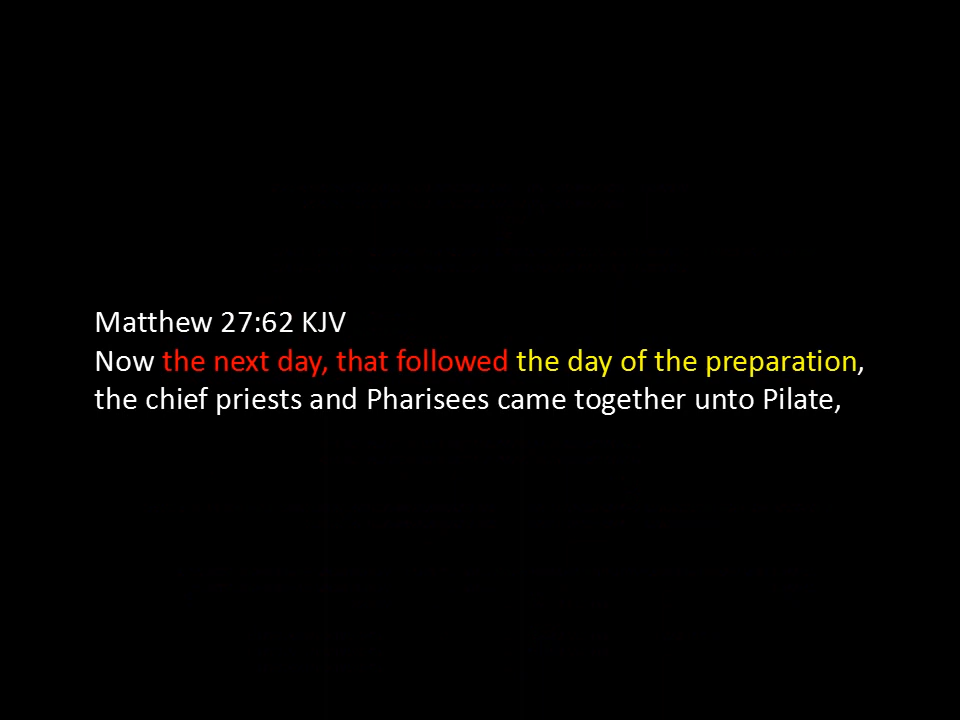 Matthew 27:62 KJV
Now the next day, that followed the day of the preparation,
the chief priests and Pharisees came together unto Pilate,